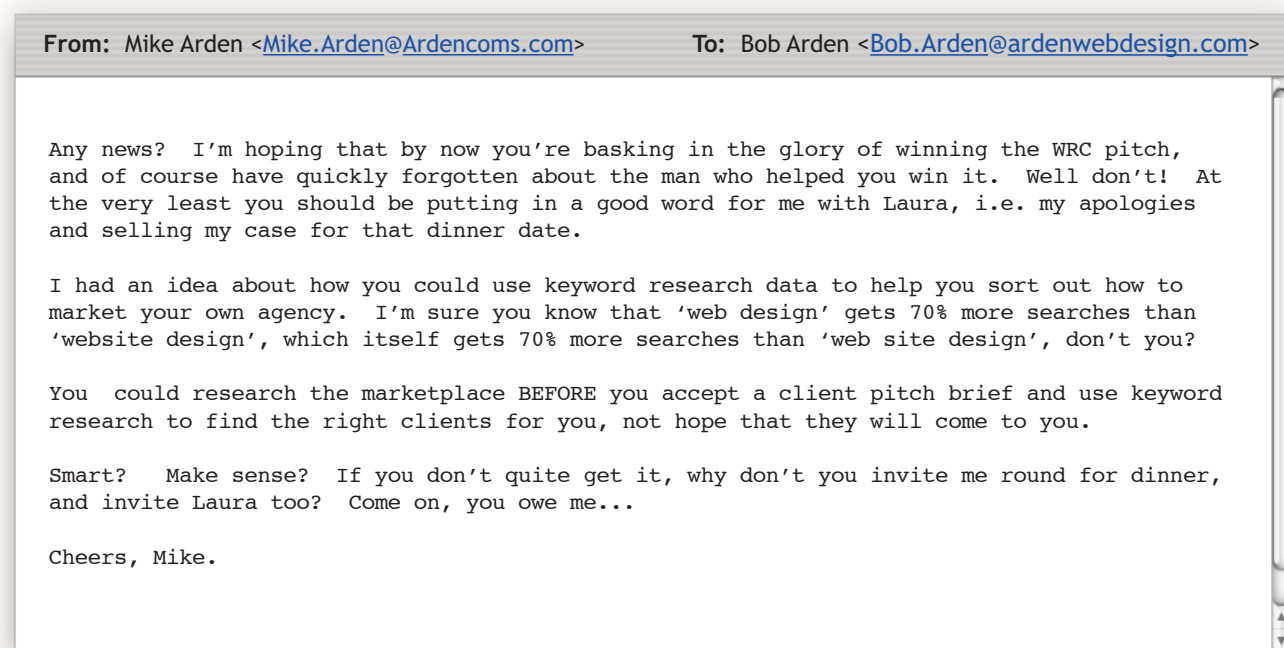 From: Mike Arden <Mike.Arden@Ardencoms.com> To: Bob Arden <Bob.Arden@ardenwebdesign.com>
Any news?  I'm hoping that by now you're basking in the glory of winning the WRC pitch,
and of course have quickly forgotten about the man who helped you win it.  Well don't!  At
the very least you should be putting in a good word for me with Laura, i.e. my apologies
and selling my case for that dinner date.
I had an idea about how you could use keyword research data to help you sort out how to
market your own agency.  I'm sure you know that 'web design' gets 70% more searches than
'website design', which itself gets 70% more searches than 'web site design', don't you?
You  could research the marketplace BEFORE you accept a client pitch brief and use keyword
research to find the right clients for you, not hope that they will come to you.
Smart?   Make sense?  If you don't quite get it, why don't you invite me round for dinner,
and invite Laura too?  Come on, you owe me...
Cheers, Mike.